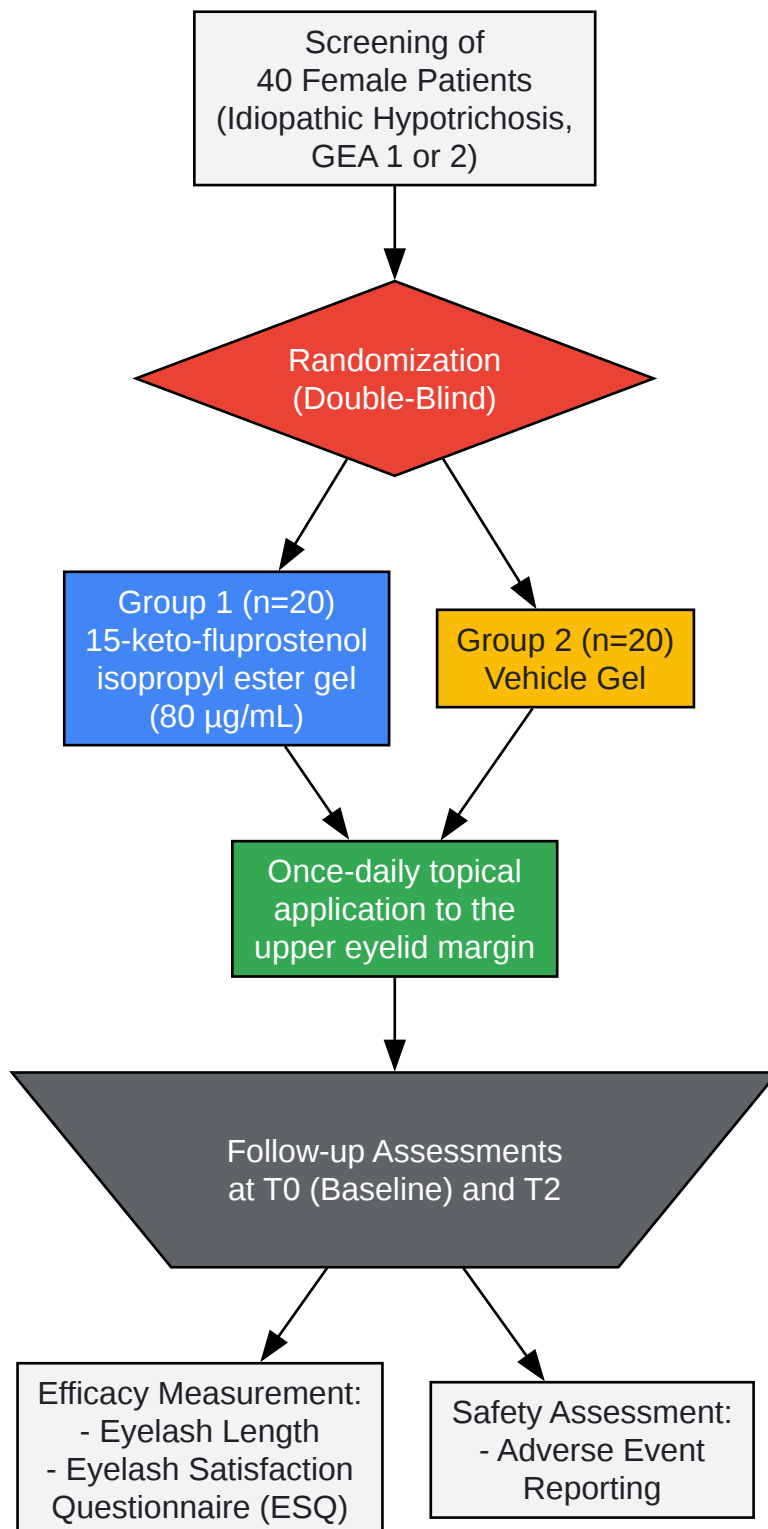 Screening of
40 Female Patients
(Idiopathic Hypotrichosis,
GEA 1 or 2)
Randomization
(Double-Blind)
Group 1 (n=20)
15-keto-fluprostenol
isopropyl ester gel
(80 µg/mL)
Group 2 (n=20)
Vehicle Gel
Once-daily topical
application to the
upper eyelid margin
Follow-up Assessments
at T0 (Baseline) and T2
Efficacy Measurement:
- Eyelash Length
- Eyelash Satisfaction
Questionnaire (ESQ)
Safety Assessment:
- Adverse Event
Reporting